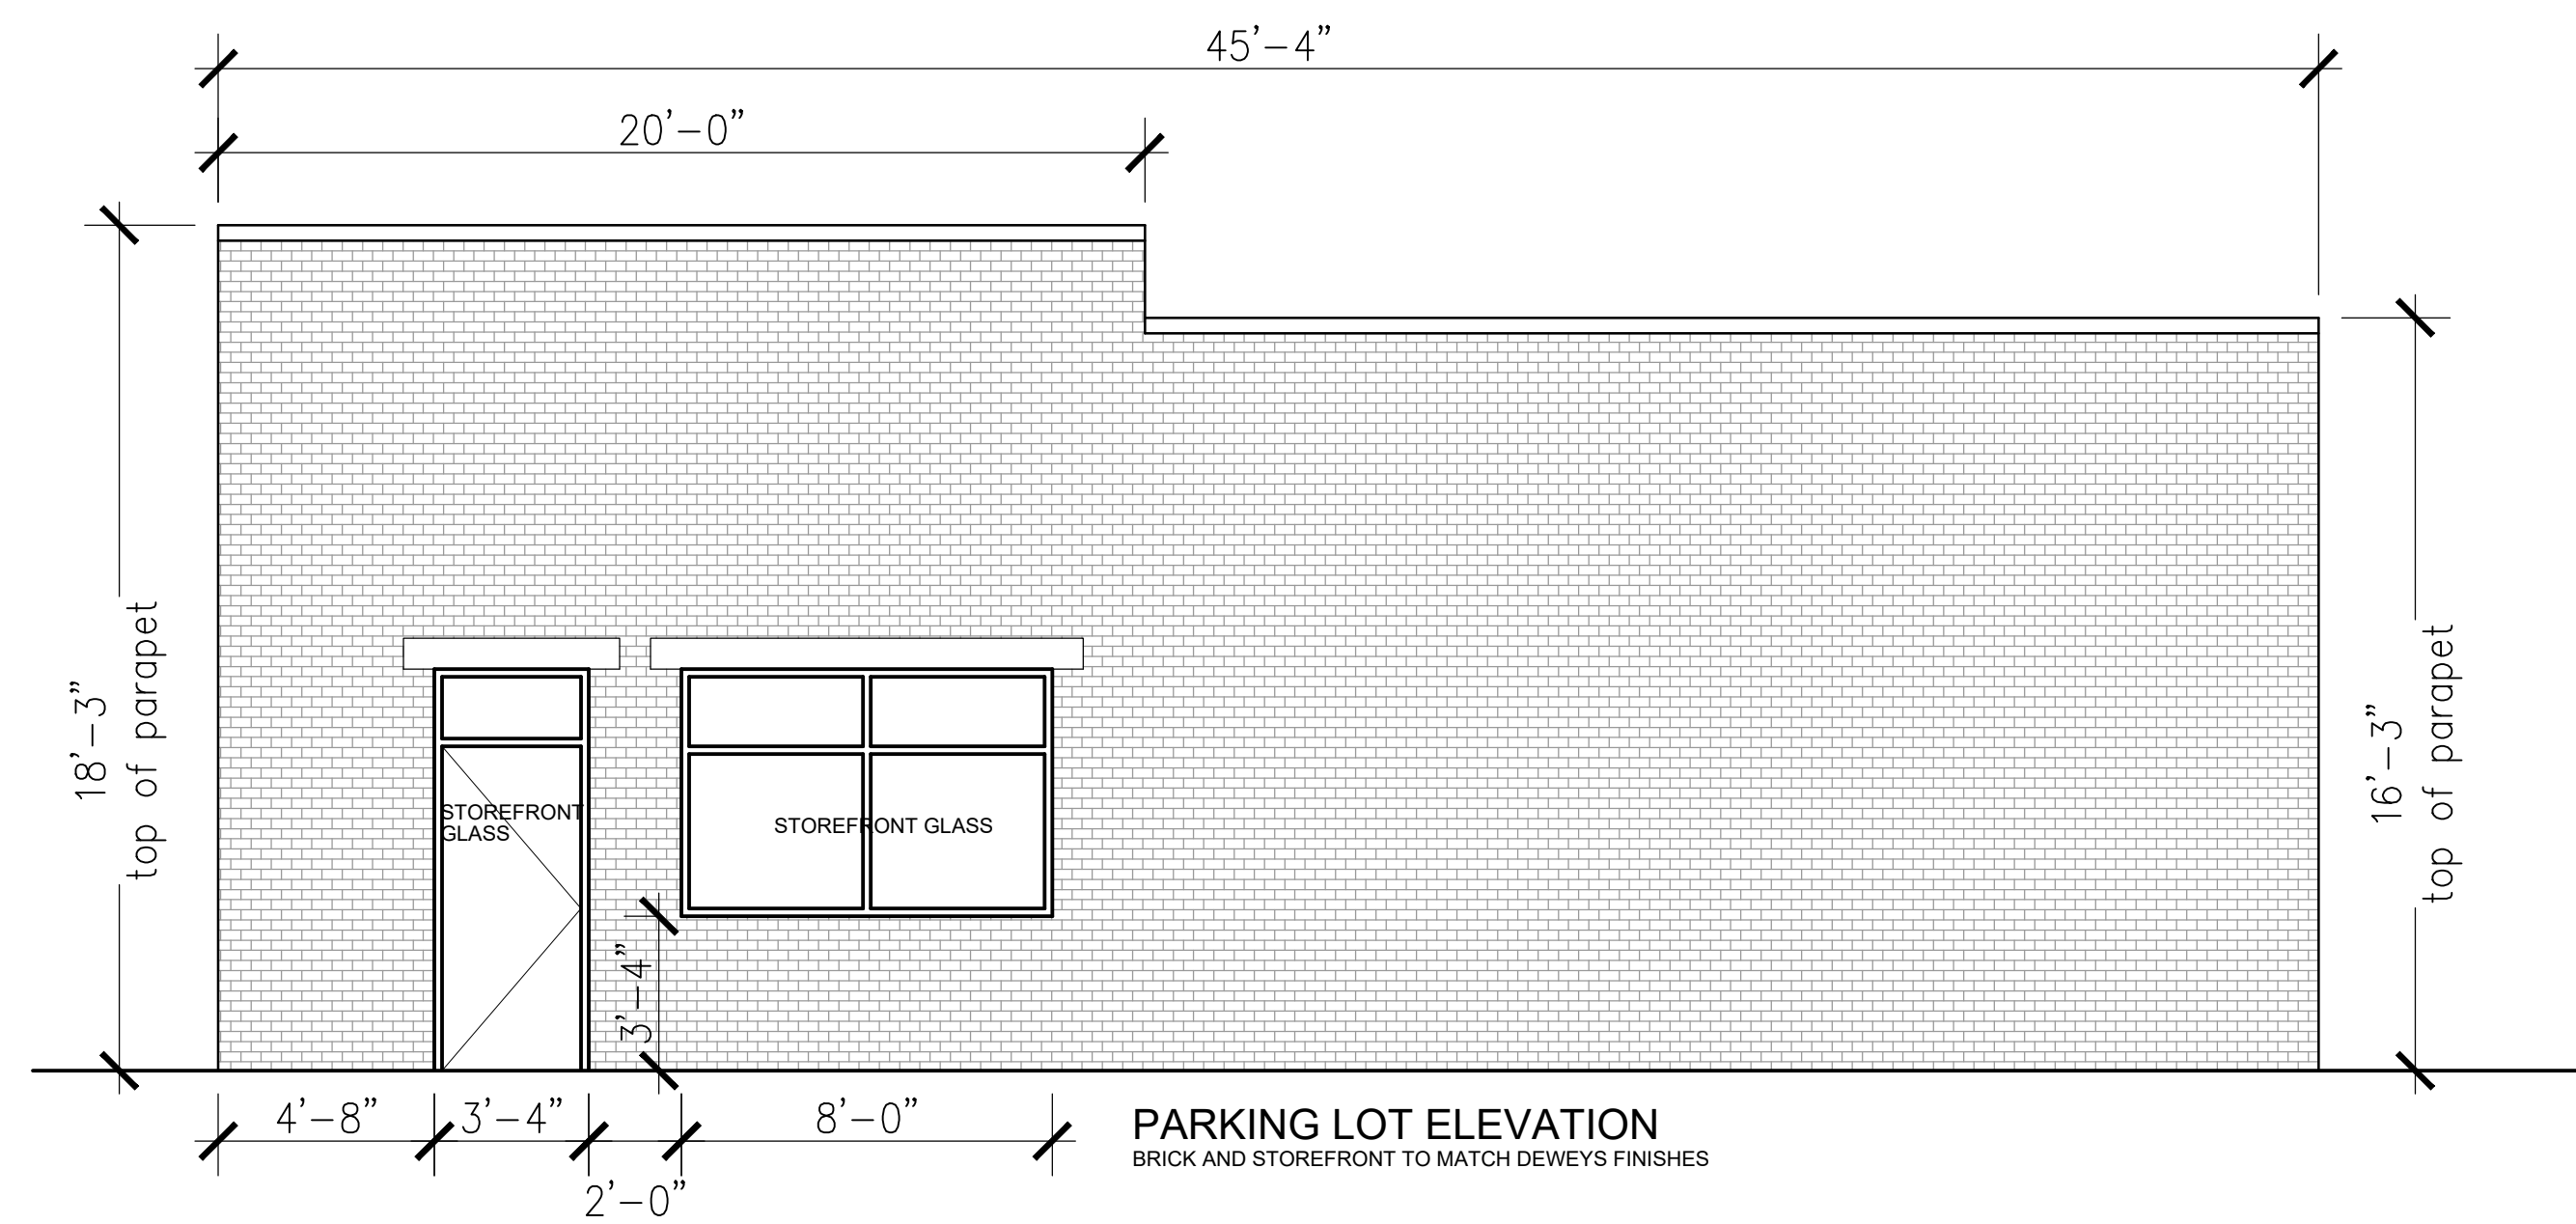 45'-4"
20'-0"
18'-3"
top of parapet
16'-3"
top of parapet
STOREFRONT
GLASS
STOREFRONT GLASS
3'-4"
4'-8"
3'-4"
8'-0"
2'-0"
PARKING LOT ELEVATION
BRICK AND STOREFRONT TO MATCH DEWEYS FINISHES